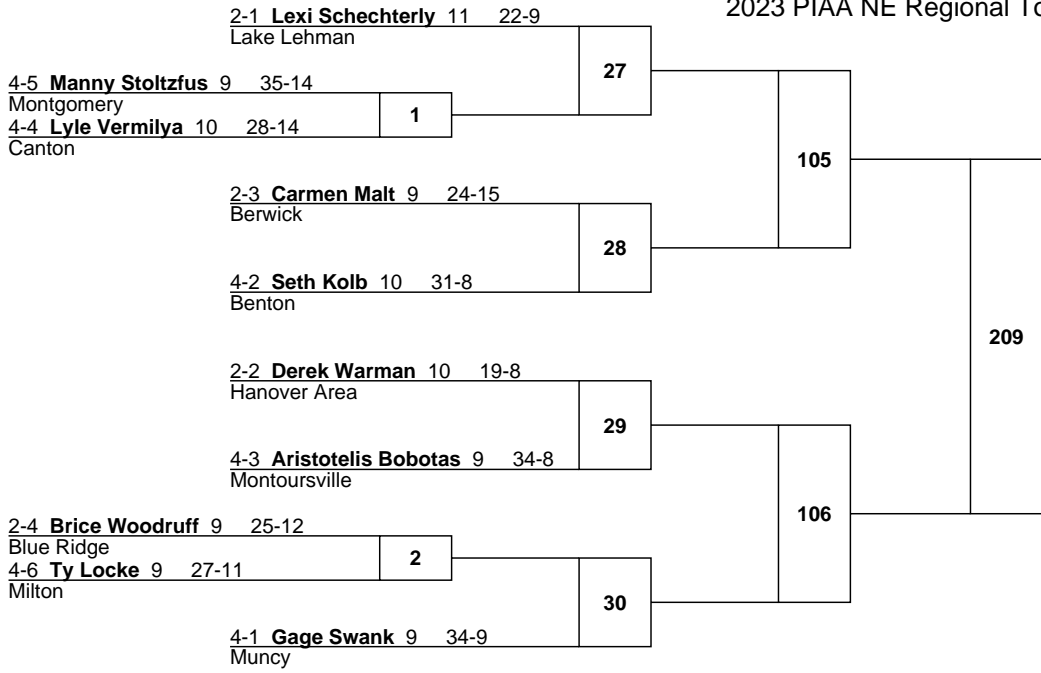 2-1 Lexi Schechterly 11 22-9
2023 PIAA NE Regional To
Lake Lehman
27
4-5 Manny Stoltzfus 9 35-14
Montgomery
1
4-4 Lyle Vermilya 10 28-14
Canton
105
2-3 Carmen Malt 9 24-15
Berwick
28
4-2 Seth Kolb 10 31-8
Benton
209
2-2 Derek Warman 10 19-8
Hanover Area
29
4-3 Aristotelis Bobotas 9 34-8
Montoursville
106
2-4 Brice Woodruff 9 25-12
Blue Ridge
2
4-6 Ty Locke 9 27-11
Milton
30
4-1 Gage Swank 9 34-9
Muncy